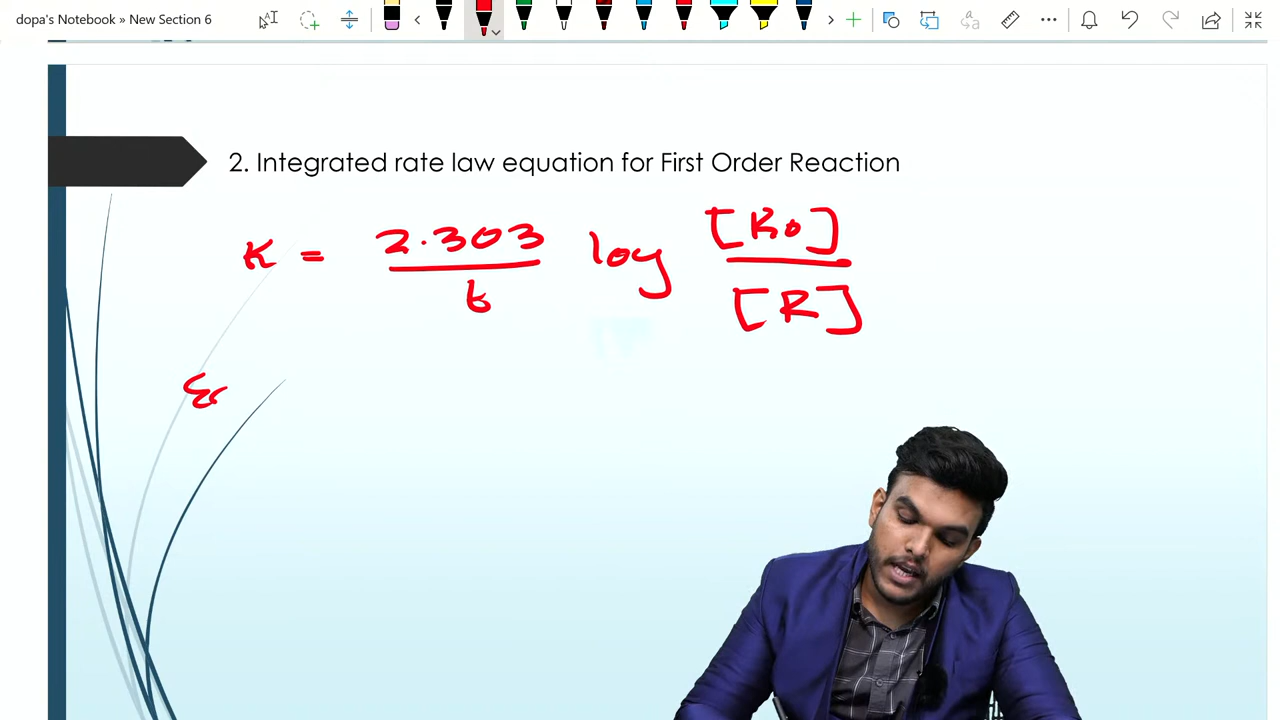 dopa's Notebook » New Section 6
2. Integrated rate law equation for First Order Reaction
K = 2.303/t log [R₀]/[R]